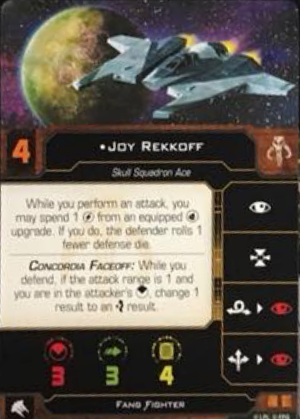 4
•JOY REKKOFF
Skull Squadron Ace
While you perform an attack, you
may spend 1 from an equipped
upgrade. If you do, the defender rolls 1
fewer defense die.
CONCORDIA FACEOFF: While you
defend, if the attack range is 1 and
you are in the attacker's , change 1
result to an result.
3 3 4
FANG FIGHTER